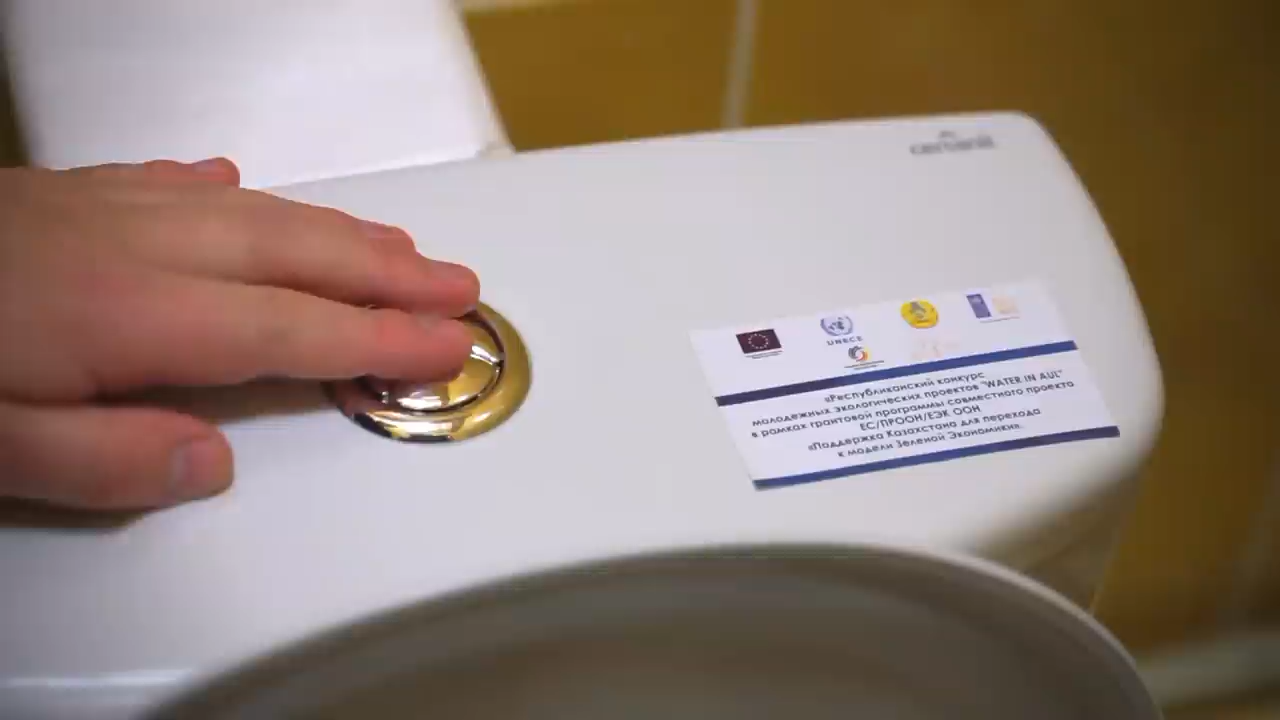 cersanit
UNECE
Республиканский конкурс
«молодежных экологических проектов "WATER IN AUL"
в рамках грантовой программы совместного проекта
ЕС/ПРООН/ЕЭК ООН
«Поддержка Казахстана для перехода
к модели Зеленой Экономики».